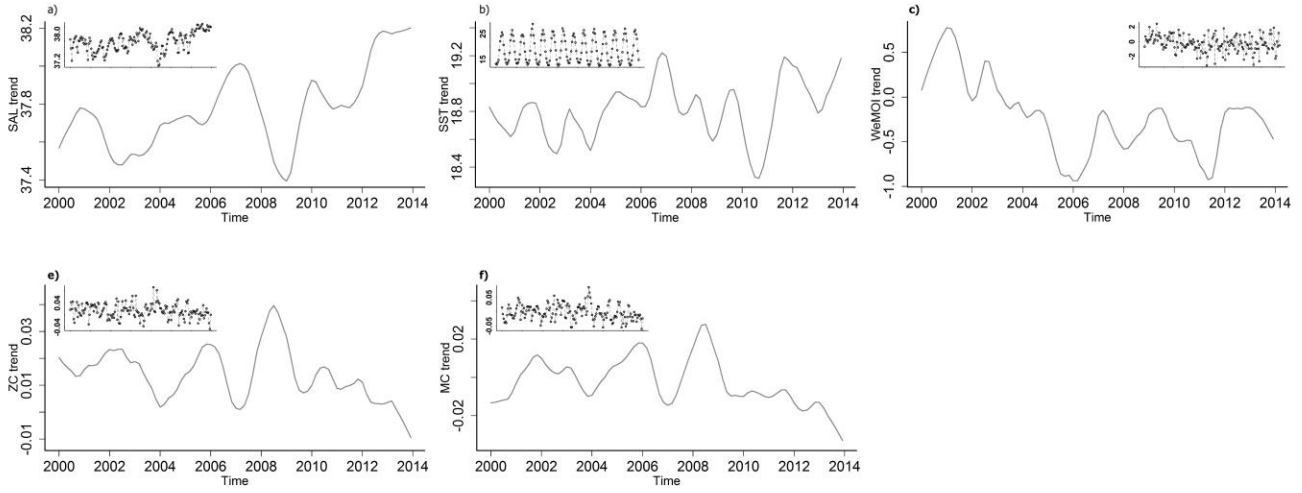 a)
SAL trend
38.2
37.8
37.4
38.0
37.2
2000 2002 2004 2006 2008 2010 2012 2014
Time
b)
SST trend
19.2
18.8
18.4
25
15
2000 2002 2004 2006 2008 2010 2012 2014
Time
c)
WeMOI trend
0.5
0.0
-0.5
-1.0
2
0
-2
2000 2002 2004 2006 2008 2010 2012 2014
Time
e)
ZC trend
0.03
0.01
-0.01
0.04
-0.04
2000 2002 2004 2006 2008 2010 2012 2014
Time
f)
MC trend
0.02
-0.02
0.05
-0.05
2000 2002 2004 2006 2008 2010 2012 2014
Time